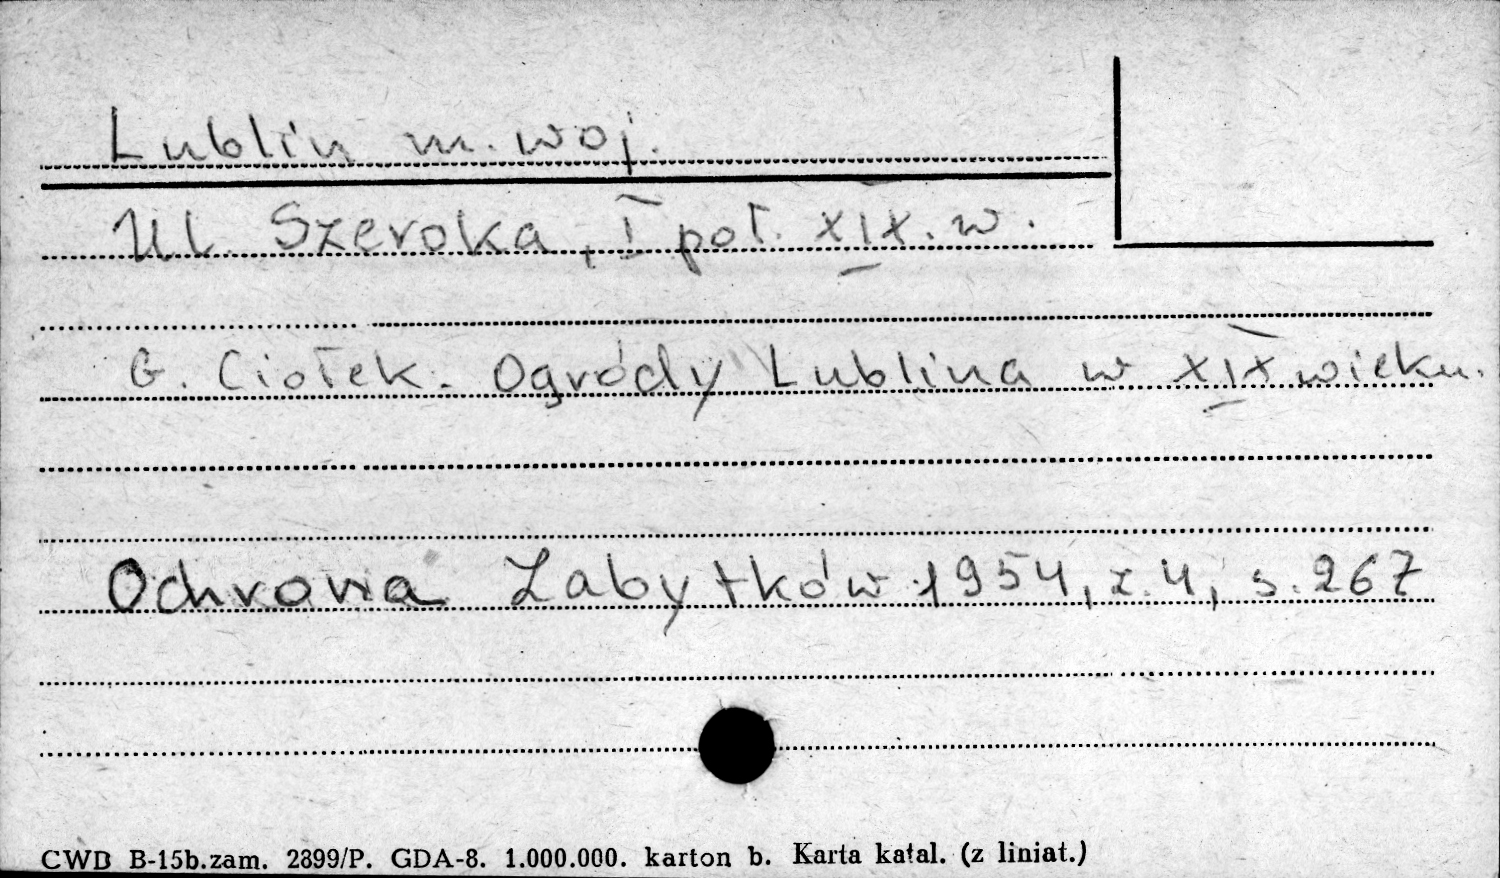 Lublin m. woj.
Ul. Szeroka, I poł. XIX. w.
G. Ciołek. Ogródy Lublina w XIX wieku.
Ochrona Zabytków 1954, z. 4, s. 267
CWD B-15b.zam. 2899/P. GDA-8. 1.000.000. karton b. Karta katal. (z liniat.)